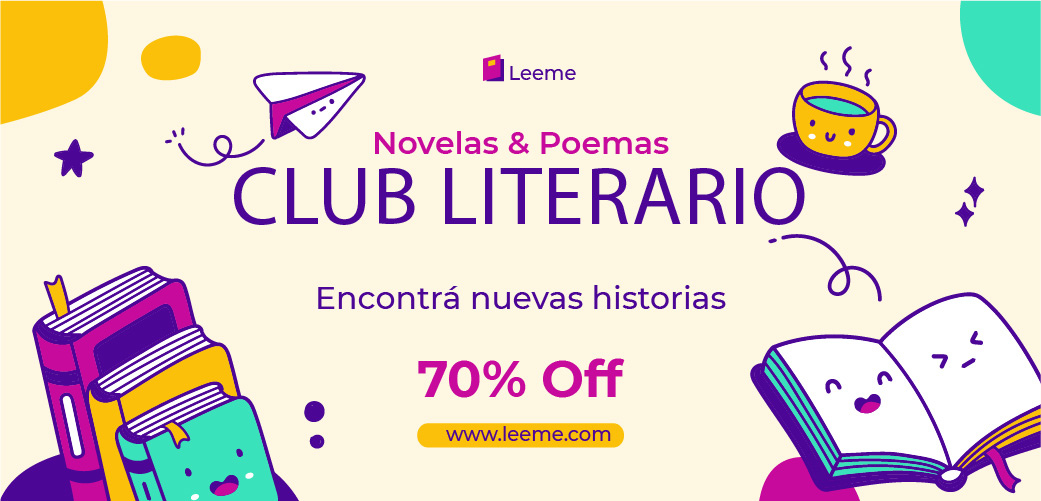 Leeme
Novelas & Poemas
CLUB LITERARIO
Encontrá nuevas historias
70% Off
www.leeme.com